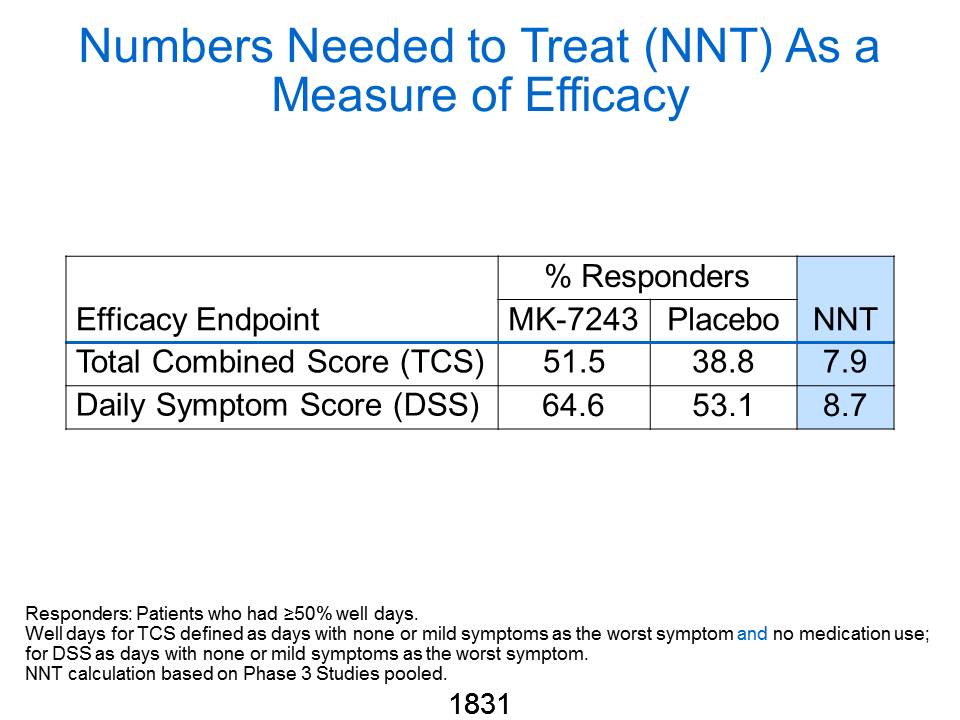 Numbers Needed to Treat (NNT) As a
Measure of Efficacy
% Responders
Efficacy Endpoint MK-7243 Placebo NNT
Total Combined Score (TCS) 51.5 38.8 7.9
Daily Symptom Score (DSS) 64.6 53.1 8.7
Responders: Patients who had ≥50% well days.
Well days for TCS defined as days with none or mild symptoms as the worst symptom and no medication use;
for DSS as days with none or mild symptoms as the worst symptom.
NNT calculation based on Phase 3 Studies pooled.
1831